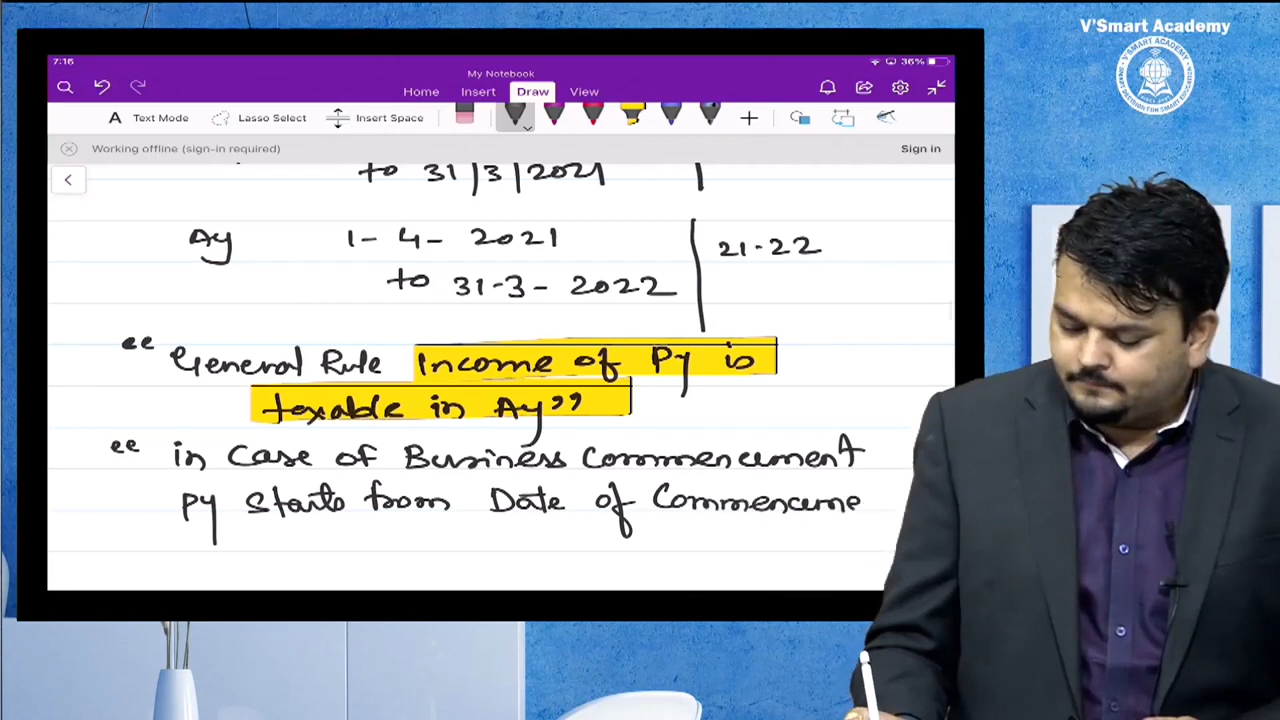 V'Smart Academy
7:16
36%
My Notebook
Home Insert Draw View
Text Mode Lasso Select Insert Space
Working offline (sign-in required) Sign in
to 31/3/2021
Ay 1-4-2021 21-22
to 31-3-2022
“ General Rule Income of Py is
taxable in Ay”
“ in Case of Business Commencement
Py Starts from Date of Commenceme